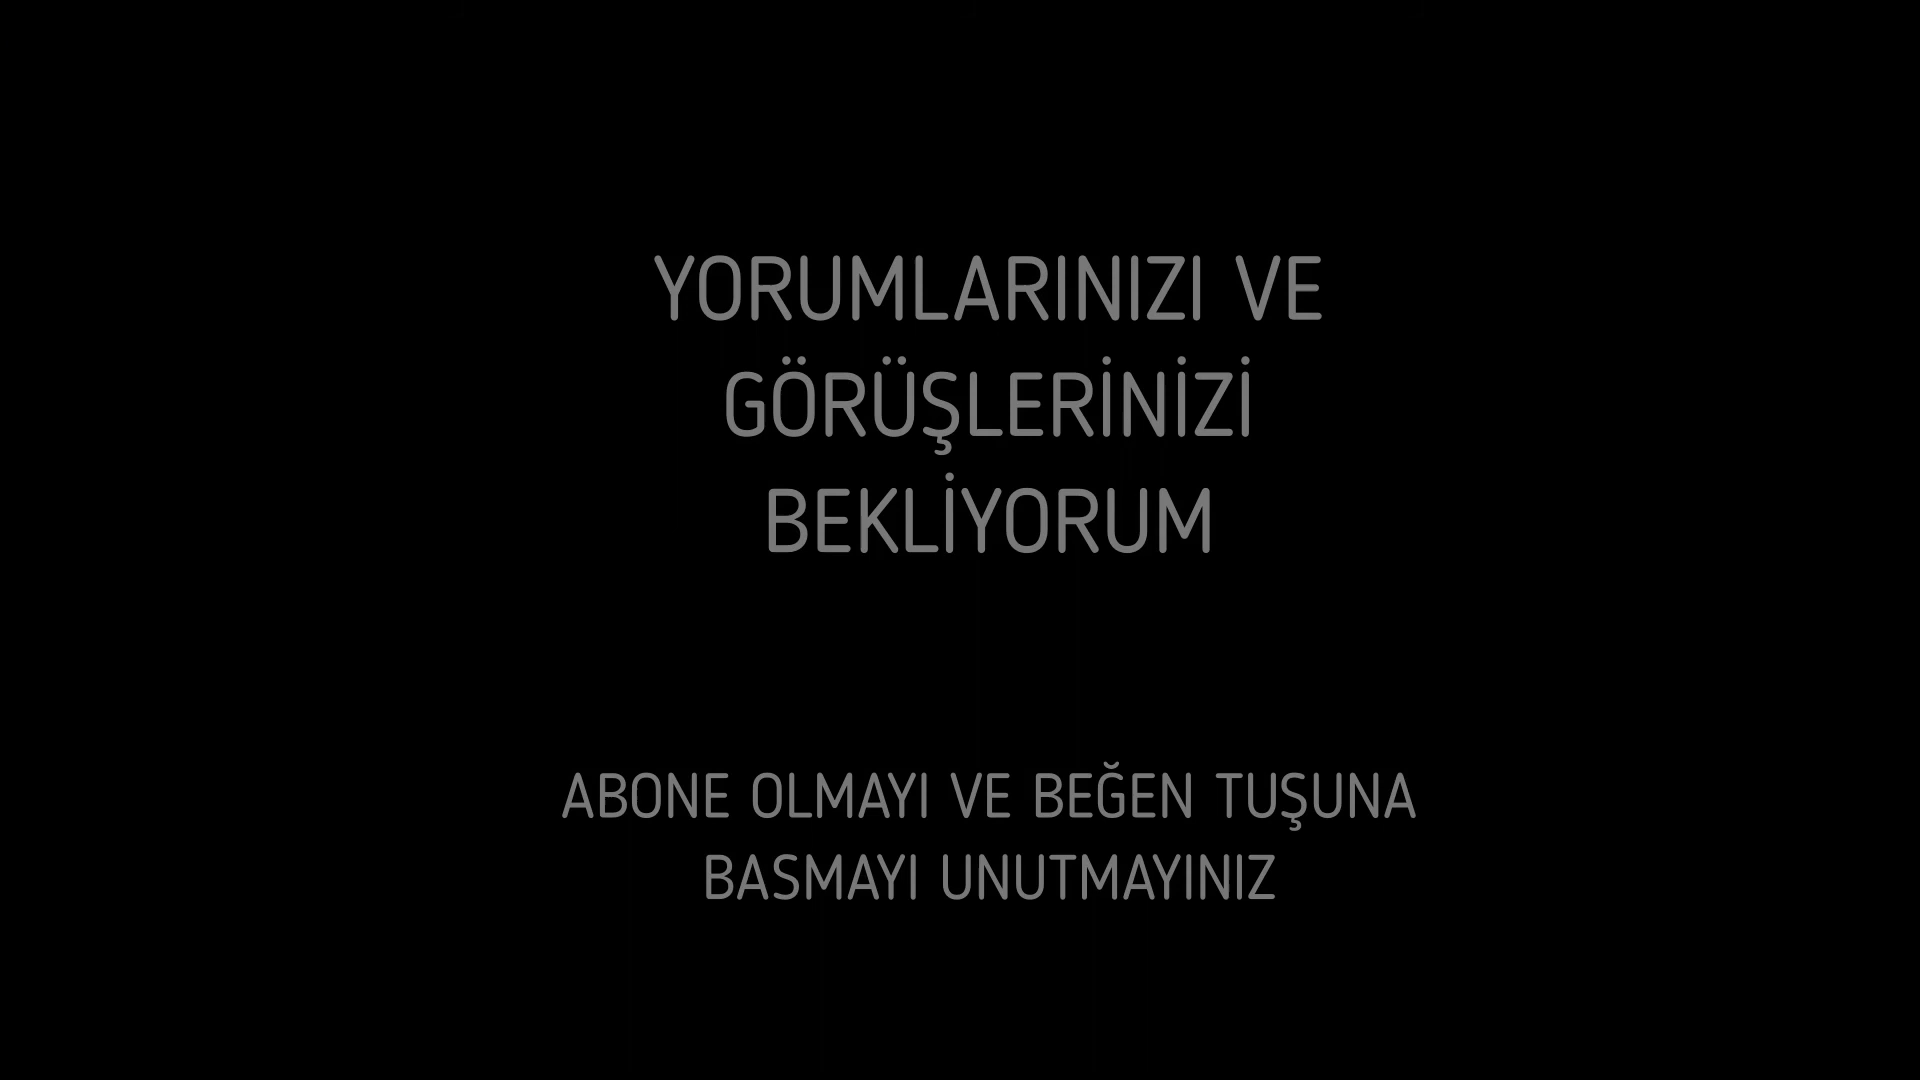 YORUMLARINIZI VE
GÖRÜŞLERİNİZİ
BEKLİYORUM
ABONE OLMAYI VE BEĞEN TUŞUNA
BASMAYI UNUTMAYINIZ